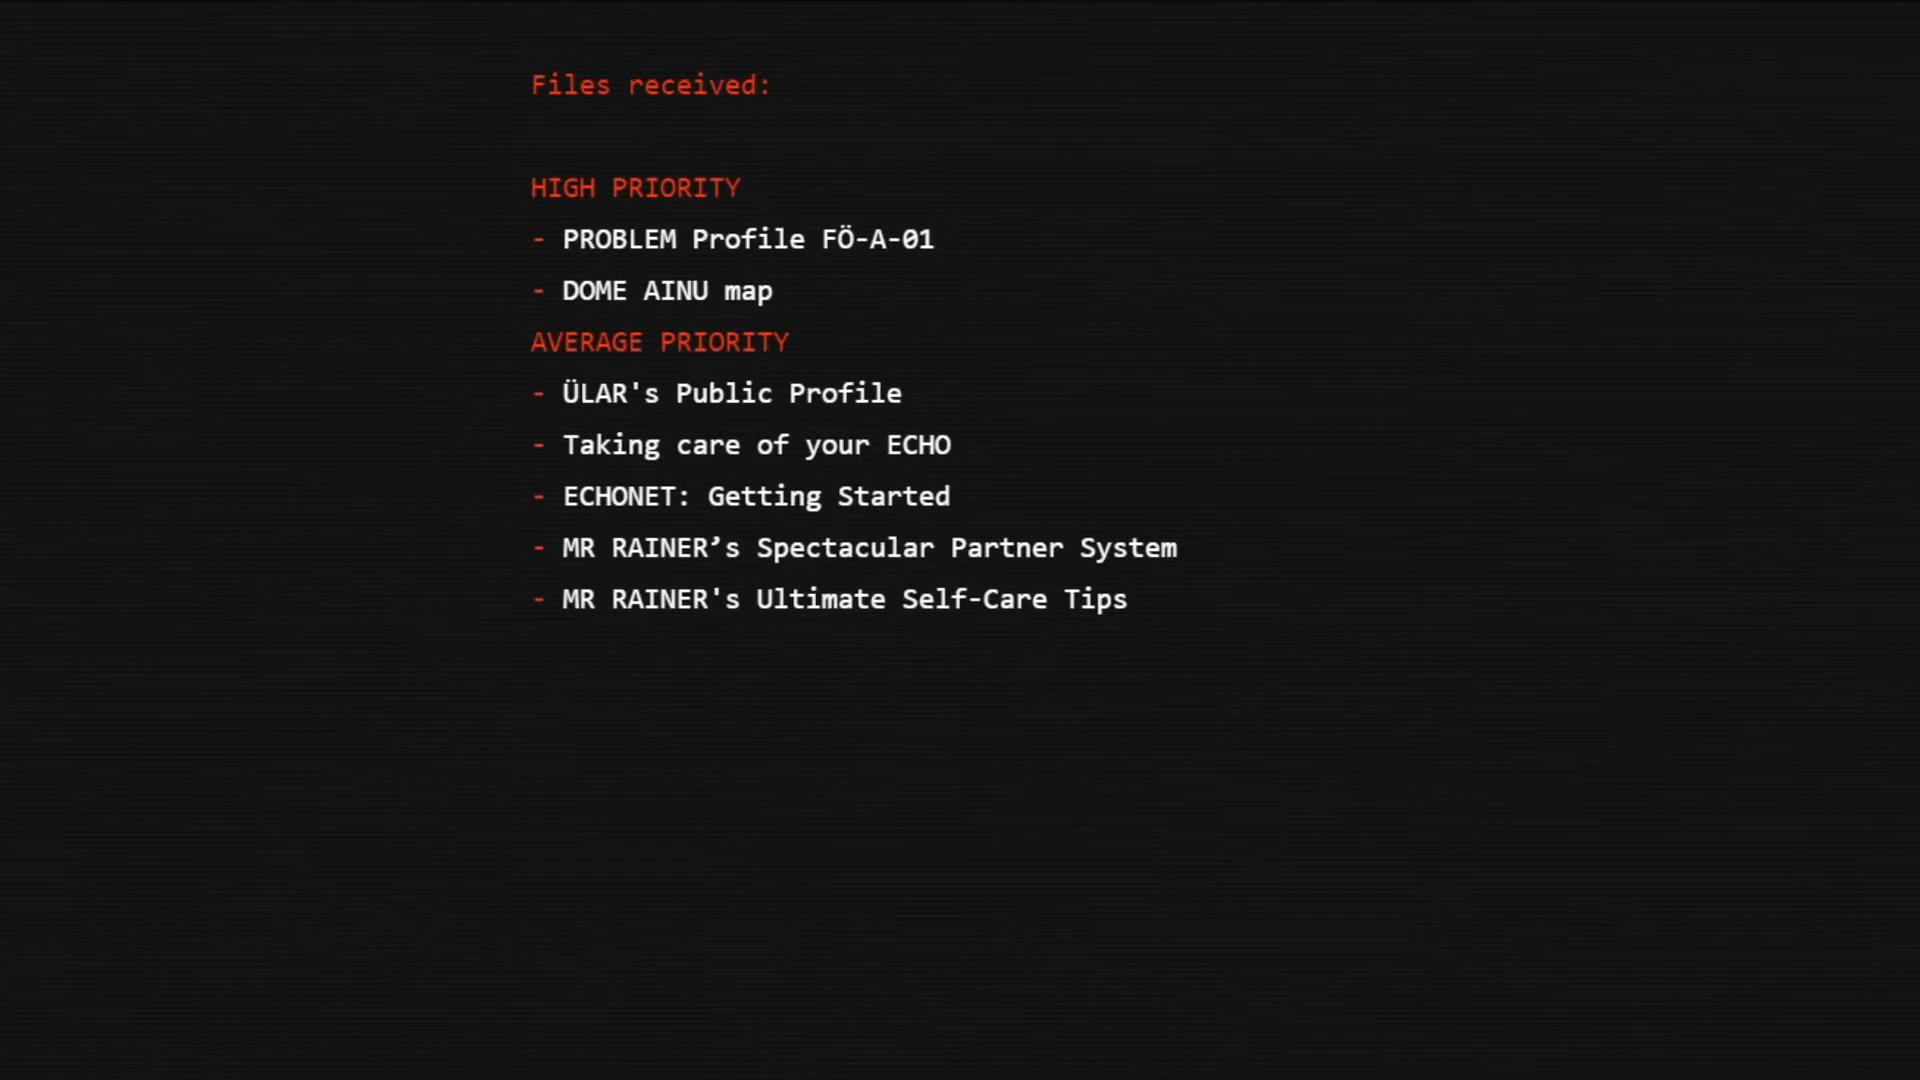 Files received:
HIGH PRIORITY
- PROBLEM Profile FÖ-A-01
- DOME AINU map
AVERAGE PRIORITY
- ÜLAR's Public Profile
- Taking care of your ECHO
- ECHONET: Getting Started
- MR RAINER’s Spectacular Partner System
- MR RAINER's Ultimate Self-Care Tips